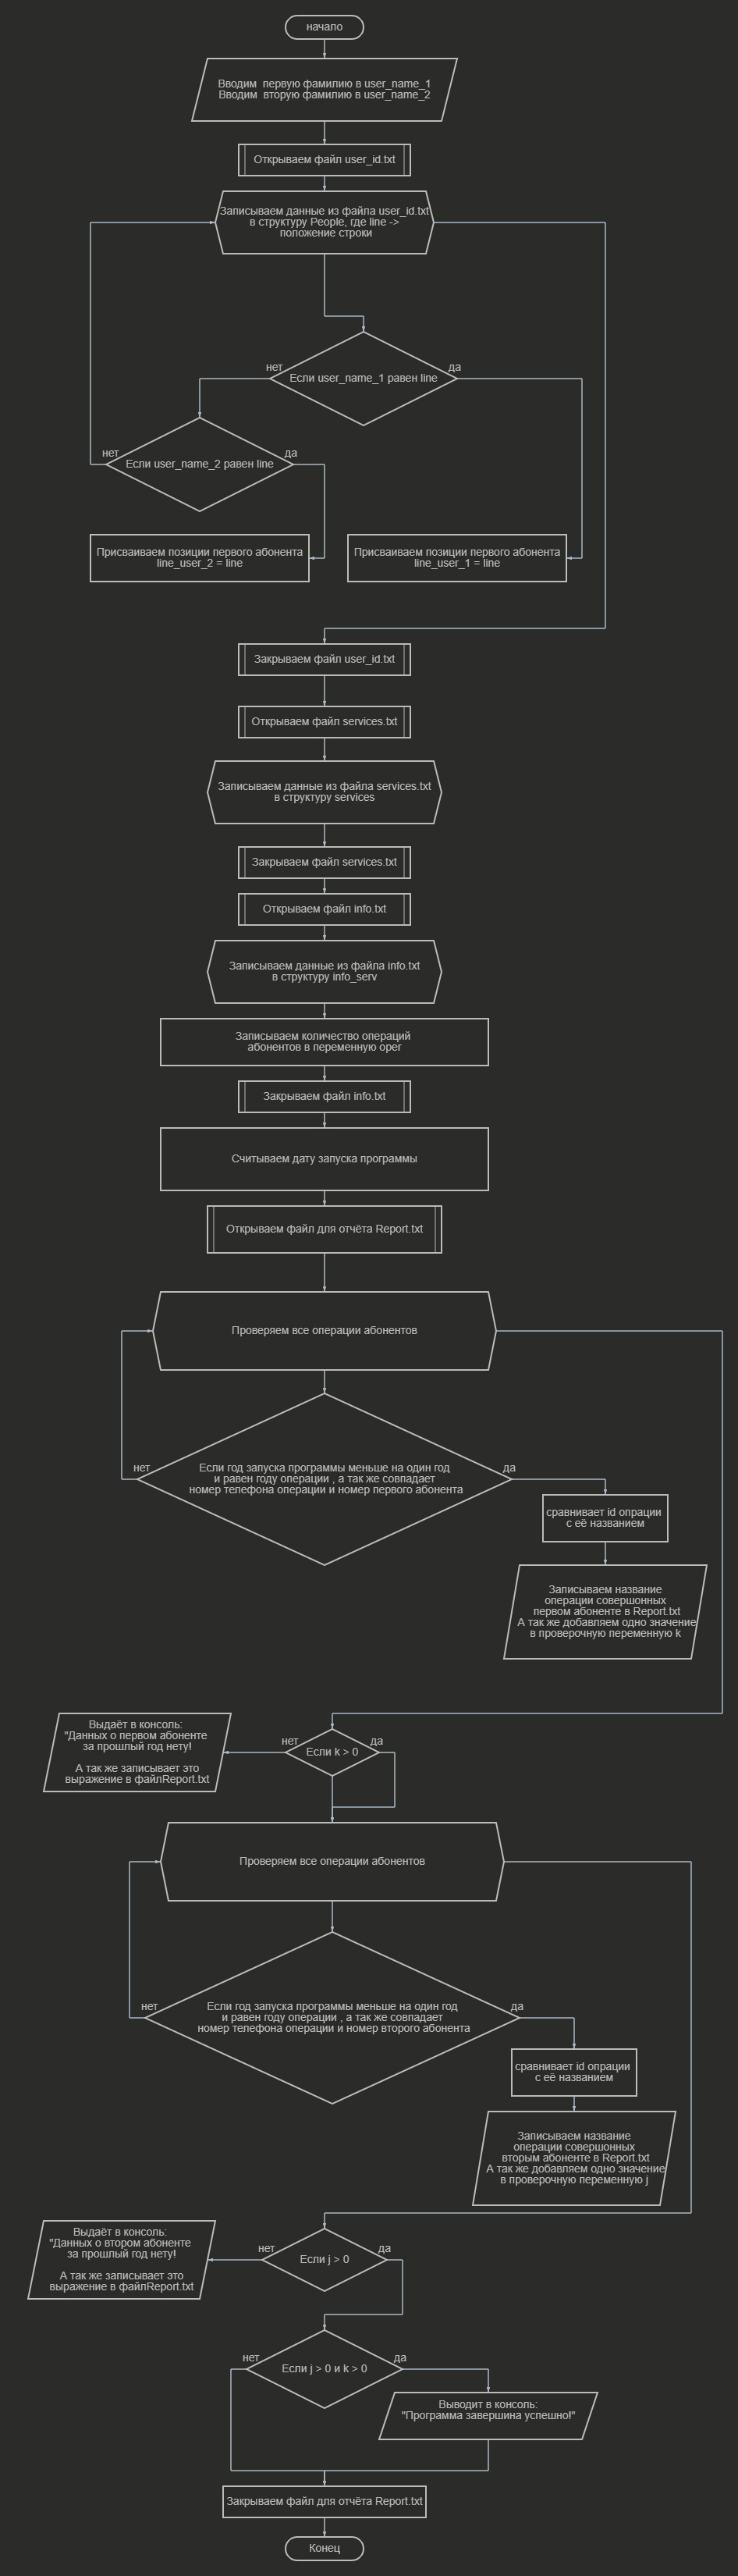 начало
Вводим  первую фамилию в user_name_1
Вводим  вторую фамилию в user_name_2
Открываем файл user_id.txt
Записываем данные из файла user_id.txt
в структуру People, где line ->
положение строки
нет
да
Если user_name_1 равен line
нет
да
Если user_name_2 равен line
Присваиваем позиции первого абонента
line_user_2 = line
Присваиваем позиции первого абонента
line_user_1 = line
Закрываем файл user_id.txt
Открываем файл services.txt
Записываем данные из файла services.txt
в структуру services
Закрываем файл services.txt
Открываем файл info.txt
Записываем данные из файла info.txt
в структуру info_serv
Записываем количество операций
абонентов в переменную oper
Закрываем файл info.txt
Считываем дату запуска программы
Открываем файл для отчёта Report.txt
Проверяем все операции абонентов
нет
да
Если год запуска программы меньше на один год
и равен году операции , а так же совпадает
номер телефона операции и номер первого абонента
сравнивает id опрации
с её названием
Записываем название
операции совершонных
первом абоненте в Report.txt
А так же добавляем одно значение
в проверочную переменную k
Выдаёт в консоль:
"Данных о первом абоненте
за прошлый год нету!
А так же записывает это
выражение в файлReport.txt
нет
да
Если k > 0
Проверяем все операции абонентов
нет
да
Если год запуска программы меньше на один год
и равен году операции , а так же совпадает
номер телефона операции и номер второго абонента
сравнивает id опрации
с её названием
Записываем название
операции совершонных
вторым абоненте в Report.txt
А так же добавляем одно значение
в проверочную переменну j
Выдаёт в консоль:
"Данных о втором абоненте
за прошлый год нету!
А так же записывает это
выражение в файлReport.txt
нет
да
Если j > 0
нет
да
Если j > 0 и k > 0
Выводит в консоль:
"Программа завершина успешно!"
Закрываем файл для отчёта Report.txt
Конец